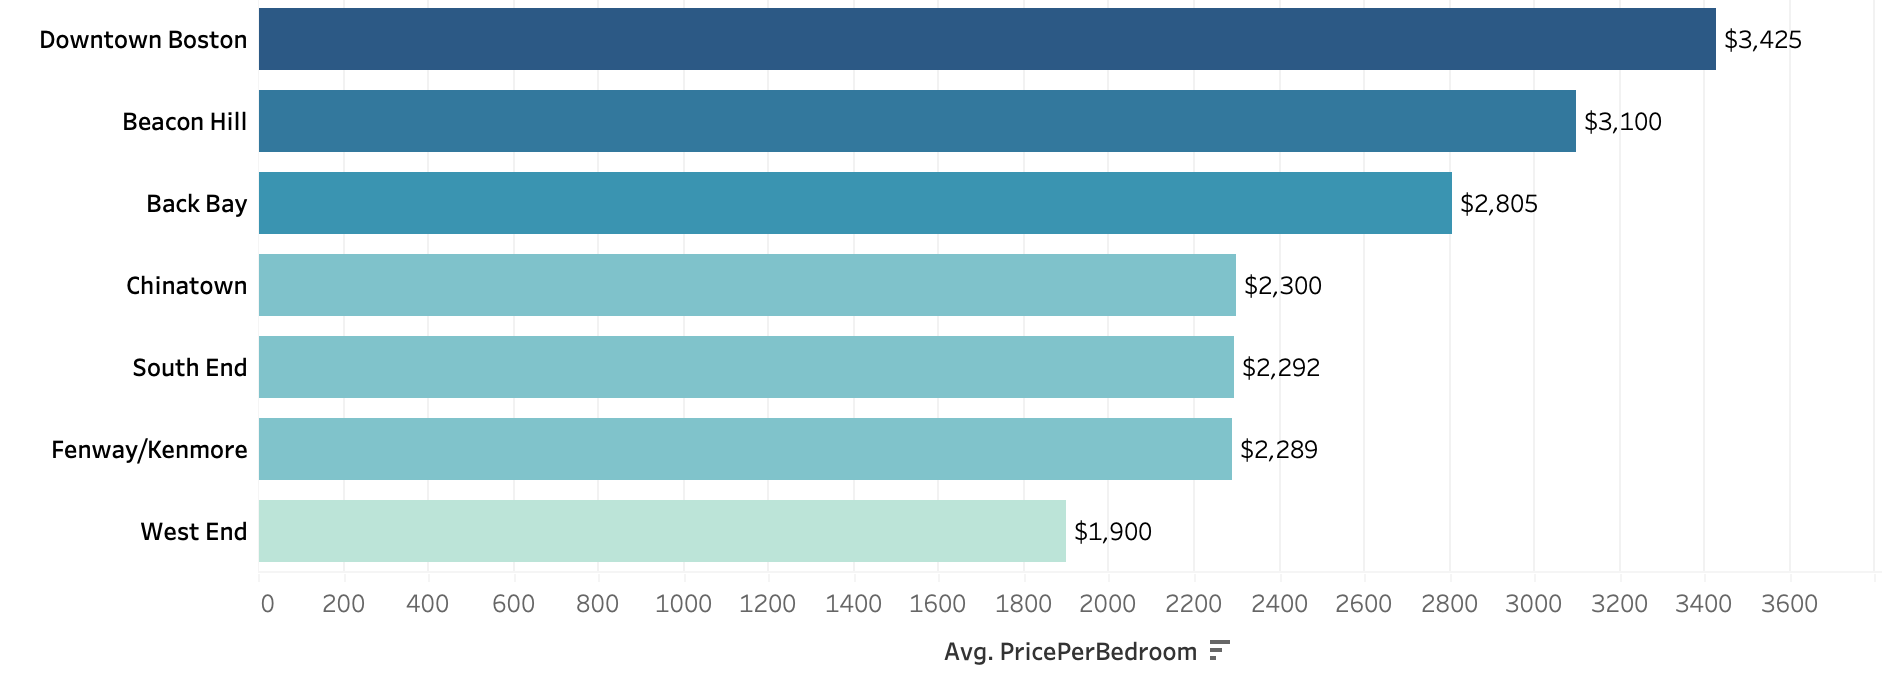 Downtown Boston $3,425
Beacon Hill $3,100
Back Bay $2,805
Chinatown $2,300
South End $2,292
Fenway/Kenmore $2,289
West End $1,900
0 200 400 600 800 1000 1200 1400 1600 1800 2000 2200 2400 2600 2800 3000 3200 3400 3600
Avg. PricePerBedroom